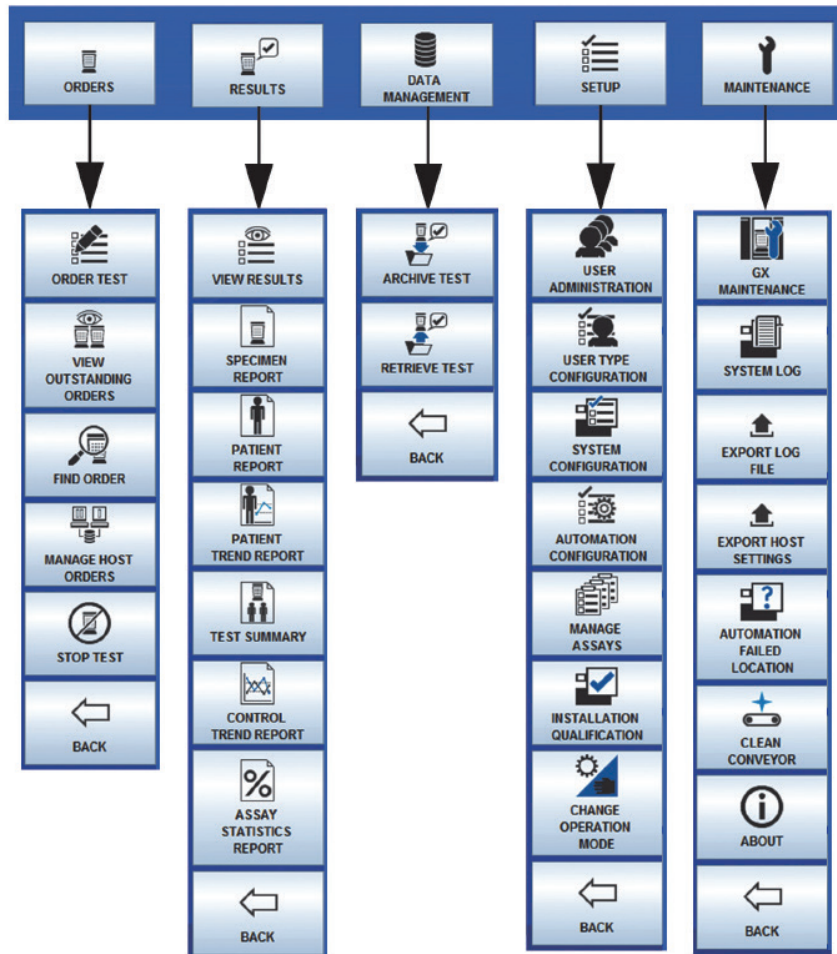 ORDERS
RESULTS
DATA
MANAGEMENT
SETUP
MAINTENANCE
ORDER TEST
VIEW
OUTSTANDING
ORDERS
FIND ORDER
MANAGE HOST
ORDERS
STOP TEST
BACK
VIEW RESULTS
SPECIMEN
REPORT
PATIENT
REPORT
PATIENT
TREND REPORT
TEST SUMMARY
CONTROL
TREND REPORT
%
ASSAY
STATISTICS
REPORT
BACK
ARCHIVE TEST
RETRIEVE TEST
BACK
USER
ADMINISTRATION
USER TYPE
CONFIGURATION
SYSTEM
CONFIGURATION
AUTOMATION
CONFIGURATION
MANAGE
ASSAYS
INSTALLATION
QUALIFICATION
CHANGE
OPERATION
MODE
BACK
GX
MAINTENANCE
SYSTEM LOG
EXPORT LOG
FILE
EXPORT HOST
SETTINGS
?
AUTOMATION
FAILED
LOCATION
CLEAN
CONVEYOR
i
ABOUT
BACK